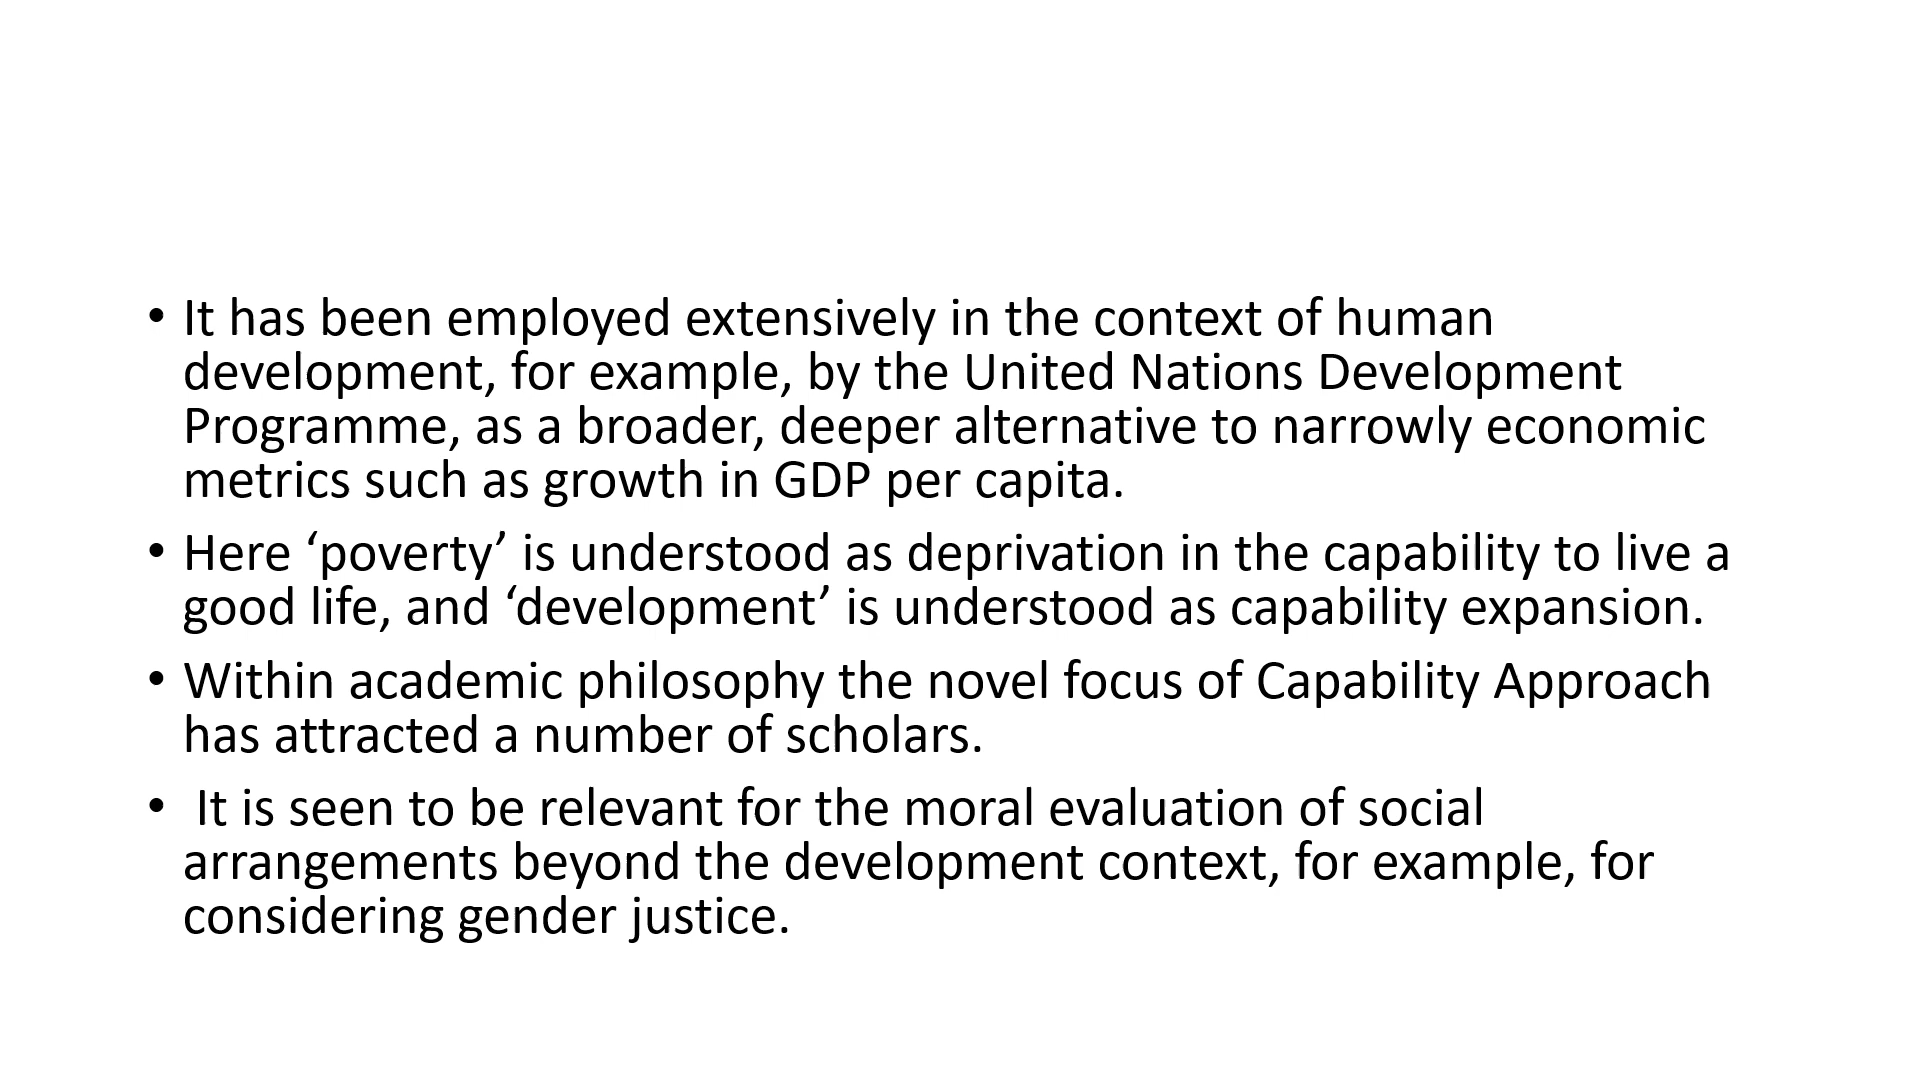 • It has been employed extensively in the context of human
development, for example, by the United Nations Development
Programme, as a broader, deeper alternative to narrowly economic
metrics such as growth in GDP per capita.
• Here ‘poverty’ is understood as deprivation in the capability to live a
good life, and ‘development’ is understood as capability expansion.
• Within academic philosophy the novel focus of Capability Approach
has attracted a number of scholars.
• It is seen to be relevant for the moral evaluation of social
arrangements beyond the development context, for example, for
considering gender justice.